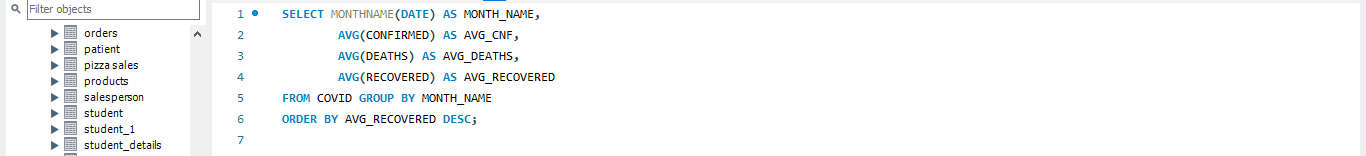 Filter objects
orders
patient
pizza sales
products
salesperson
student
student_1
student_details
1 SELECT MONTHNAME(DATE) AS MONTH_NAME,
2 AVG(CONFIRMED) AS AVG_CNF,
3 AVG(DEATHS) AS AVG_DEATHS,
4 AVG(RECOVERED) AS AVG_RECOVERED
5 FROM COVID GROUP BY MONTH_NAME
6 ORDER BY AVG_RECOVERED DESC;
7